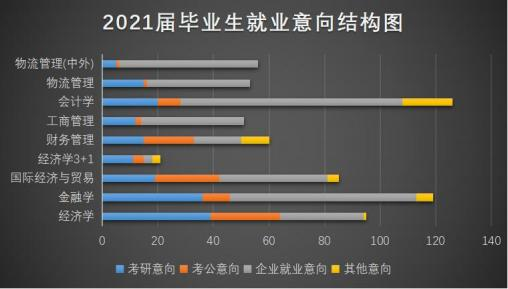 2021届毕业生就业意向结构图
物流管理(中外)
物流管理
会计学
工商管理
财务管理
经济学3+1
国际经济与贸易
金融学
经济学
0 20 40 60 80 100 120 140
考研意向 考公意向 企业就业意向 其他意向